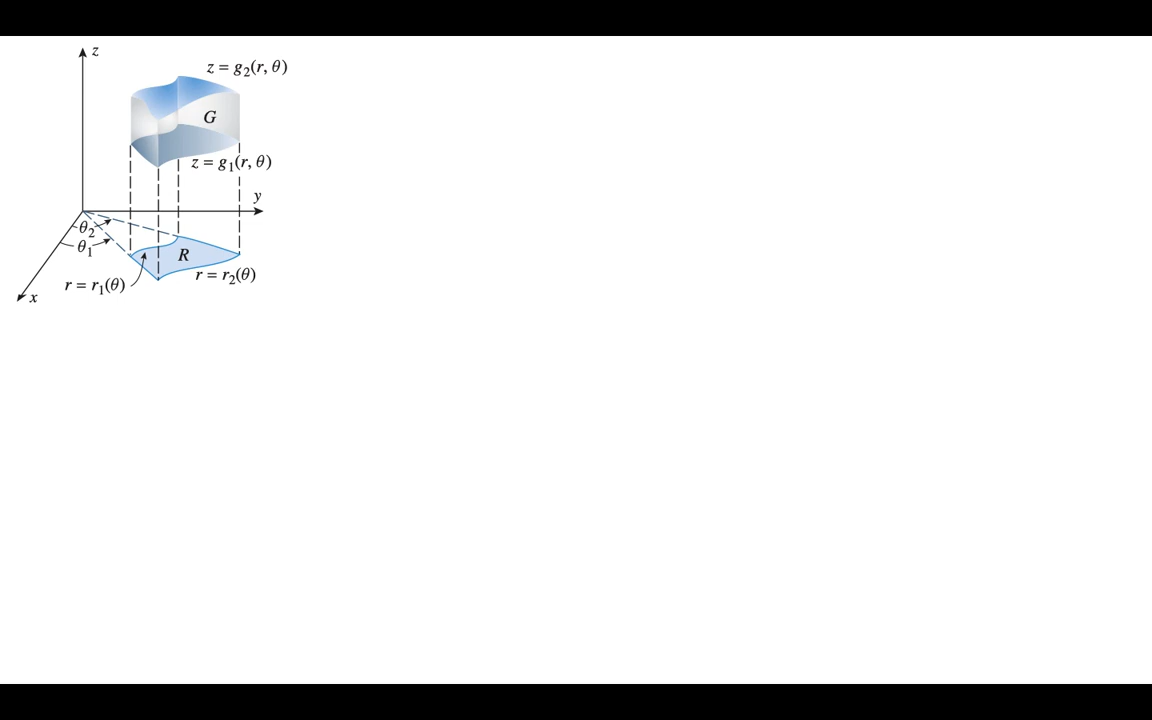 z
z = g₂(r, θ)
G
z = g₁(r, θ)
y
θ₂
θ₁
R
r = r₂(θ)
r = r₁(θ)
x